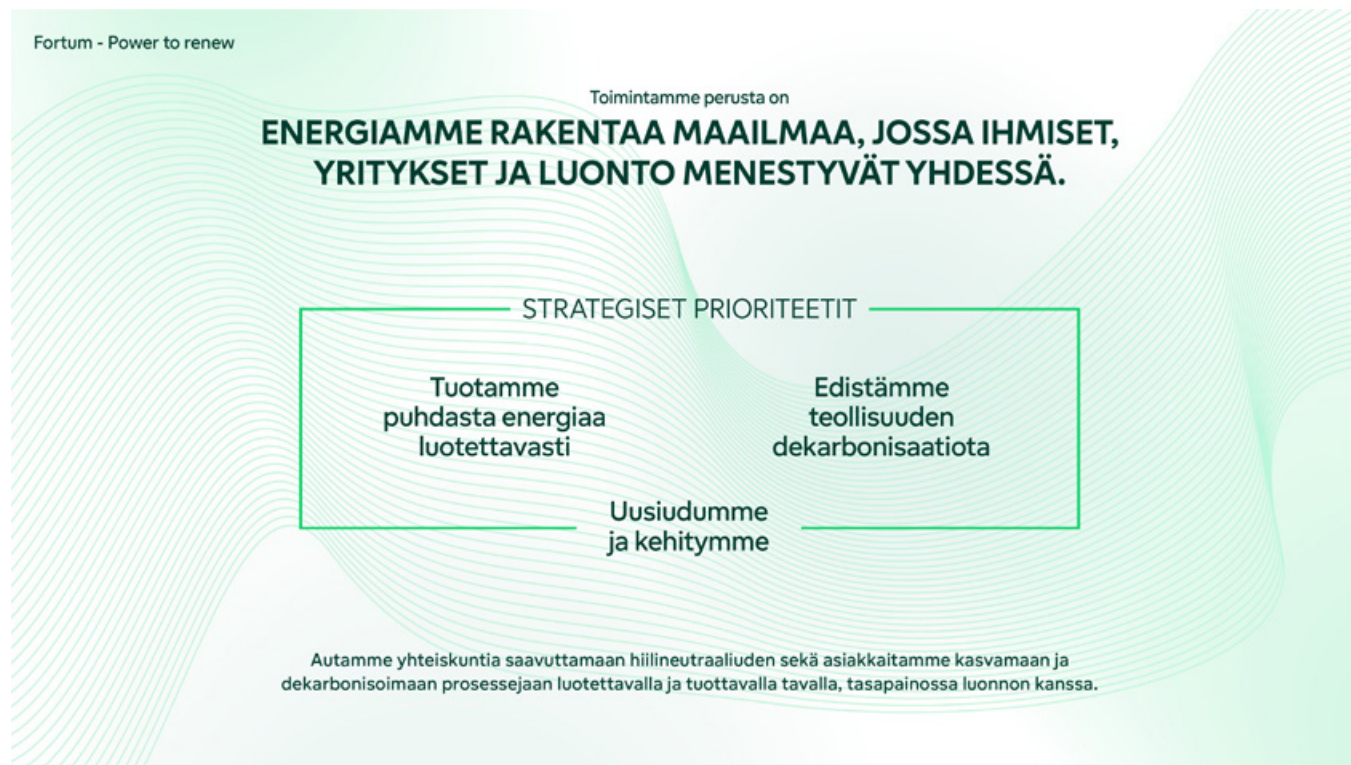 Fortum - Power to renew
Toimintamme perusta on
ENERGIAMME RAKENTAA MAAILMAA, JOSSA IHMISET,
YRITYKSET JA LUONTO MENESTYVÄT YHDESSÄ.
STRATEGISET PRIORITEETIT
Tuotamme
puhdasta energiaa
luotettavasti
Edistämme
teollisuuden
dekarbonisaatiota
Uusiudumme
ja kehitymme
Autamme yhteiskuntia saavuttamaan hiilineutraaliuden sekä asiakkaitamme kasvamaan ja
dekarbonisoimaan prosessejaan luotettavalla ja tuottavalla tavalla, tasapainossa luonnon kanssa.